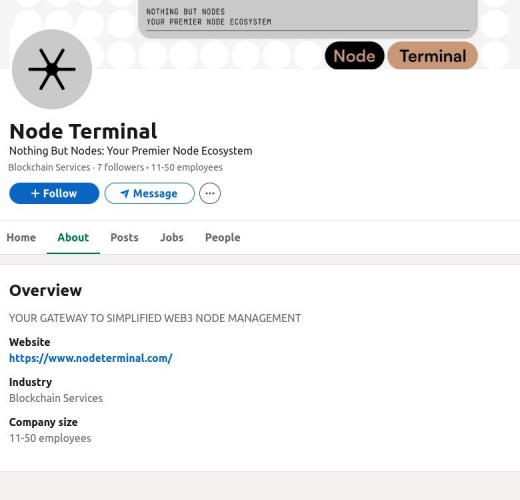 NOTHING BUT NODES
YOUR PREMIER NODE ECOSYSTEM
Node Terminal
Node Terminal
Nothing But Nodes: Your Premier Node Ecosystem
Blockchain Services · 7 followers • 11-50 employees
+ Follow Message ···
Home About Posts Jobs People
Overview
YOUR GATEWAY TO SIMPLIFIED WEB3 NODE MANAGEMENT
Website
https://www.nodeterminal.com/
Industry
Blockchain Services
Company size
11-50 employees